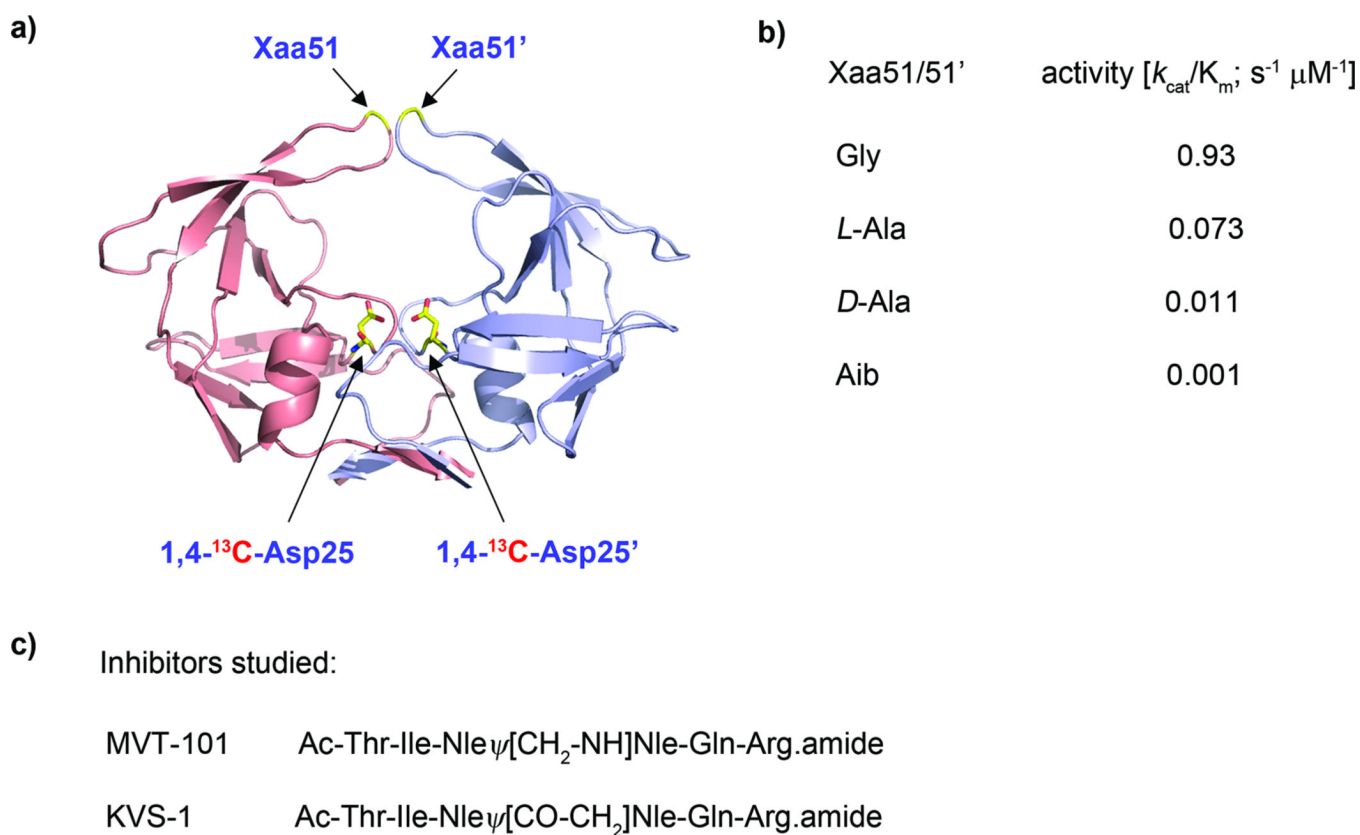 a)
Xaa51 Xaa51’
1,4-¹³C-Asp25 1,4-¹³C-Asp25’
b)
Xaa51/51’ activity [kcat/Km; s⁻¹ μM⁻¹]
Gly 0.93
L-Ala 0.073
D-Ala 0.011
Aib 0.001
c)
Inhibitors studied:
MVT-101 Ac-Thr-Ile-Nleψ[CH₂-NH]Nle-Gln-Arg.amide
KVS-1 Ac-Thr-Ile-Nleψ[CO-CH₂]Nle-Gln-Arg.amide